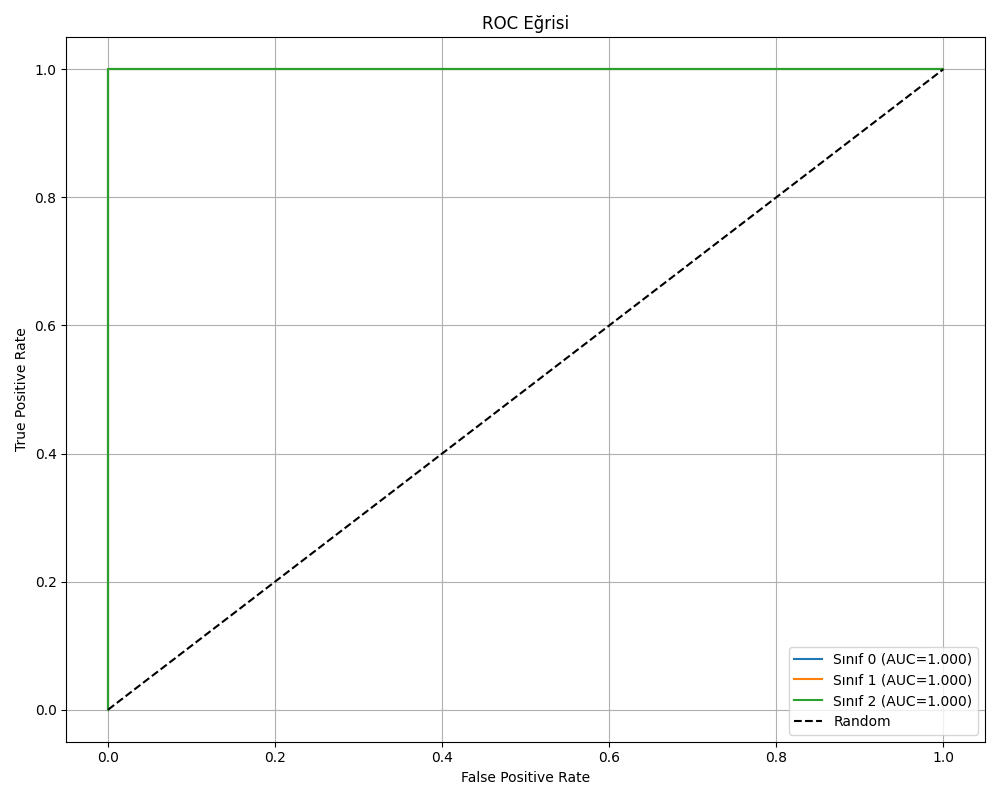 ROC Eğrisi
True Positive Rate
1.0
0.8
0.6
0.4
0.2
0.0
0.0 0.2 0.4 0.6 0.8 1.0
False Positive Rate
Sınıf 0 (AUC=1.000)
Sınıf 1 (AUC=1.000)
Sınıf 2 (AUC=1.000)
Random